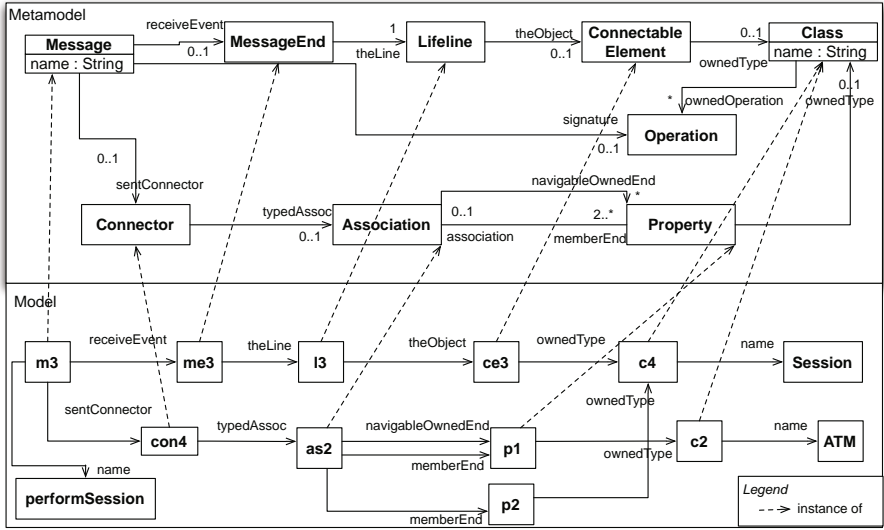 Metamodel
receiveEvent
1
theObject
0..1
Message
name : String
MessageEnd
Lifeline
Connectable
Element
Class
name : String
0..1
theLine
0..1
ownedType
0..1
* ownedOperation
ownedType
signature
0..1
Operation
0..1
sentConnector
navigableOwnedEnd
*
Connector
typedAssoc
0..1
Association
0..1
association
2..*
memberEnd
Property
Model
receiveEvent
theLine
theObject
ownedType
name
m3
me3
l3
ce3
c4
Session
sentConnector
typedAssoc
navigableOwnedEnd
ownedType
name
con4
as2
memberEnd
p1
ownedType
c2
ATM
name
performSession
memberEnd
p2
Legend
instance of